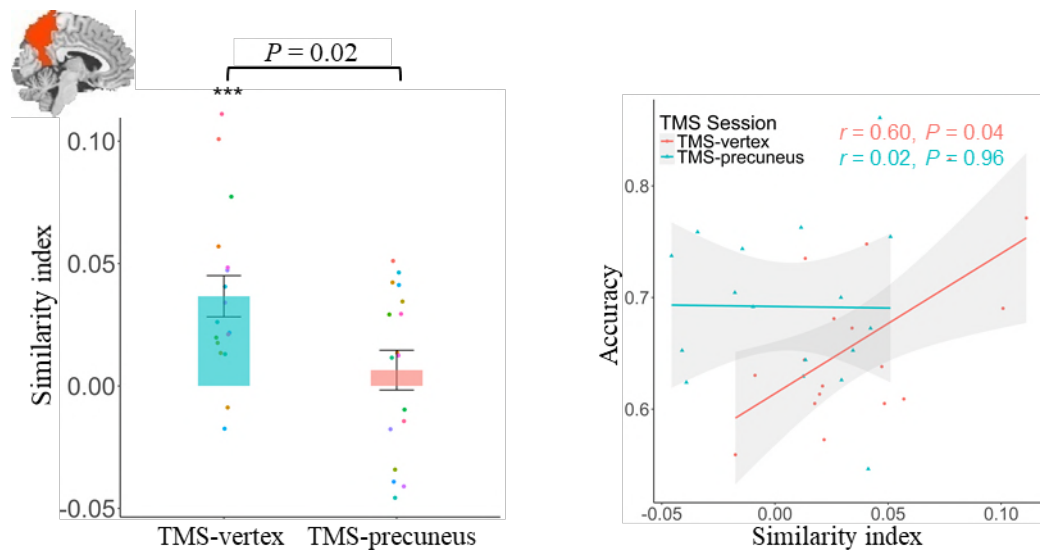 P = 0.02
***
0.10
0.05
0.00
-0.05
Similarity index
TMS-vertex TMS-precuneus
TMS Session
TMS-vertex
TMS-precuneus
r = 0.60, P = 0.04
r = 0.02, P = 0.96
0.8
0.7
0.6
Accuracy
-0.05 0.00 0.05 0.10
Similarity index